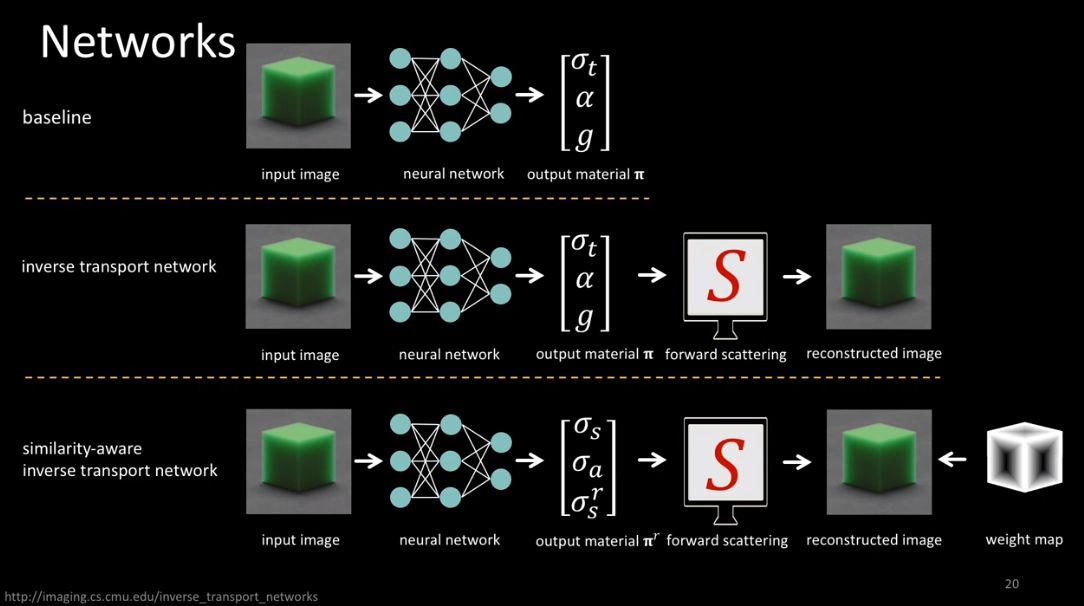 Networks
baseline
σt
α
g
input image
neural network
output material π
inverse transport network
σt
α
g
S
input image
neural network
output material π
forward scattering
reconstructed image
similarity-aware
inverse transport network
σs
σa
σs^r
S
input image
neural network
output material π^r
forward scattering
reconstructed image
weight map
20
http://imaging.cs.cmu.edu/inverse_transport_networks